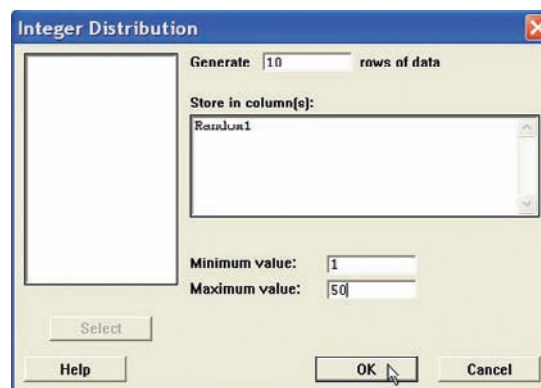 Integer Distribution
Generate 10 rows of data
Store in column(s):
Random1
Minimum value: 1
Maximum value: 50
Select
Help OK Cancel